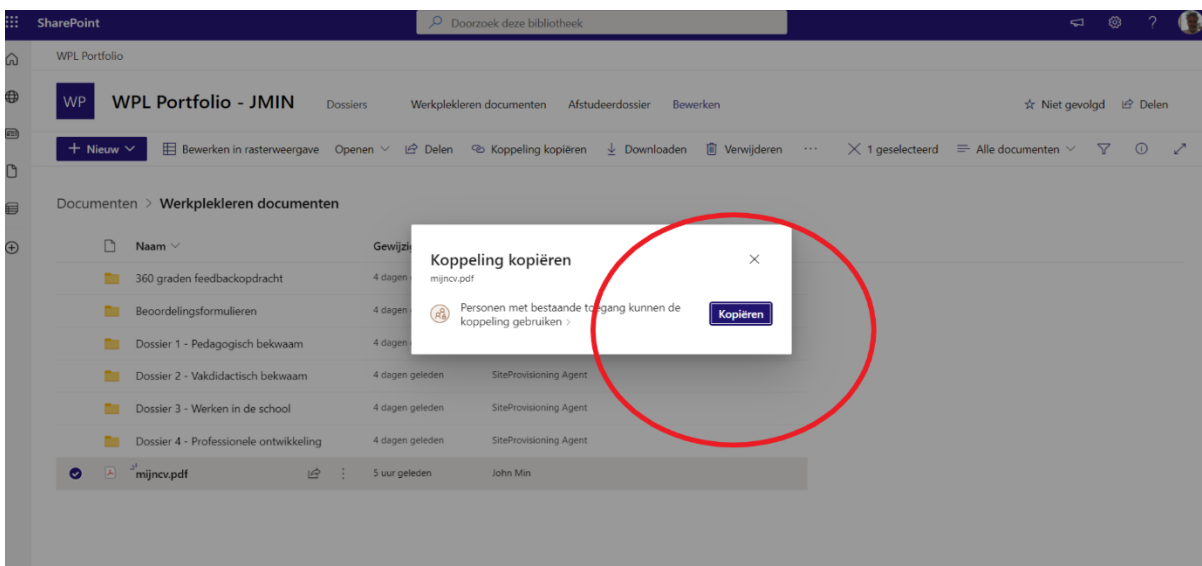 SharePoint
Doorzoek deze bibliotheek
WPL Portfolio
WP
WPL Portfolio - JMIN
Dossiers
Werkplekleren documenten
Afstudeerdossier
Bewerken
Niet gevolgd
Delen
Nieuw
Bewerken in rasterweergave
Openen
Delen
Koppeling kopiëren
Downloaden
Verwijderen
1 geselecteerd
Alle documenten
Documenten > Werkplekleren documenten
Naam
Koppeling kopiëren
mijncv.pdf
Personen met bestaande toegang kunnen de
koppeling gebruiken >
Kopiëren
360 graden feedbackopdracht
4 dagen
Beoordelingsformulieren
4 dagen
Dossier 1 - Pedagogisch bekwaam
4 dagen
Dossier 2 - Vakdidactisch bekwaam 4 dagen geleden SiteProvisioning Agent
Dossier 3 - Werken in de school 4 dagen geleden SiteProvisioning Agent
Dossier 4 - Professionele ontwikkeling 4 dagen geleden SiteProvisioning Agent
mijncv.pdf 5 uur geleden John Min